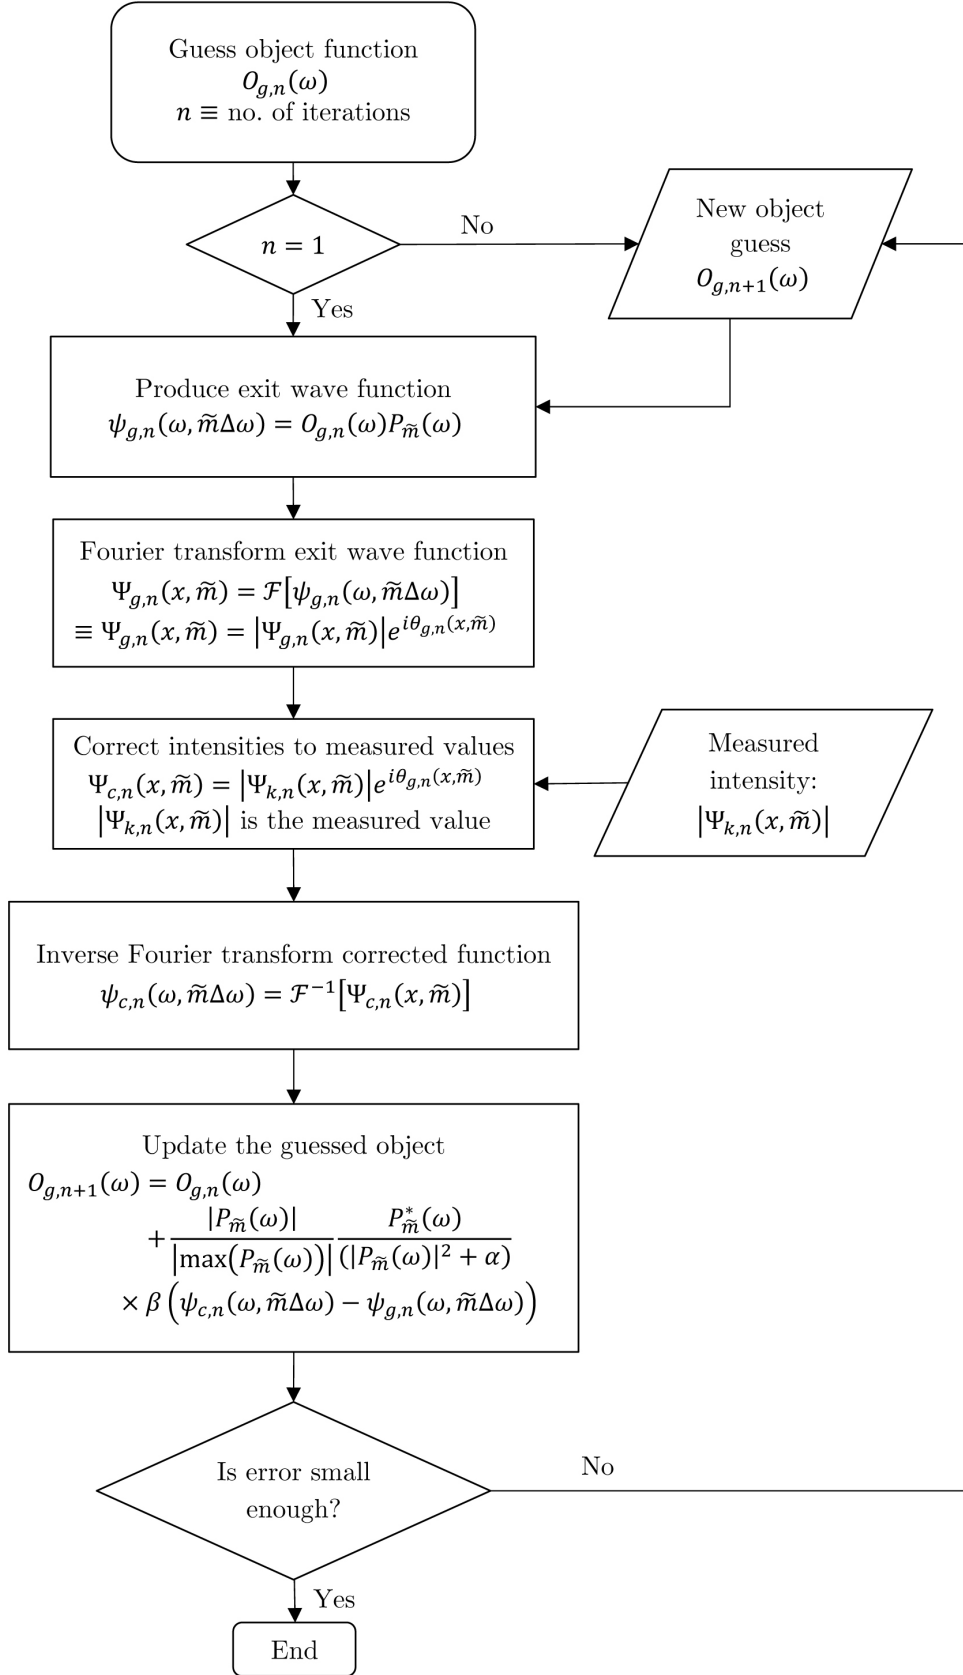 Guess object function
O_{g,n}(ω)
n ≡ no. of iterations
n = 1
No
New object
guess
O_{g,n+1}(ω)
Yes
Produce exit wave function
ψ_{g,n}(ω, m̃Δω) = O_{g,n}(ω)P_{m̃}(ω)
Fourier transform exit wave function
Ψ_{g,n}(x, m̃) = ℱ[ψ_{g,n}(ω, m̃Δω)]
≡ Ψ_{g,n}(x, m̃) = |Ψ_{g,n}(x, m̃)|e^{iθ_{g,n}(x,m̃)}
Correct intensities to measured values
Ψ_{c,n}(x, m̃) = |Ψ_{k,n}(x, m̃)|e^{iθ_{g,n}(x,m̃)}
|Ψ_{k,n}(x, m̃)| is the measured value
Measured
intensity:
|Ψ_{k,n}(x, m̃)|
Inverse Fourier transform corrected function
ψ_{c,n}(ω, m̃Δω) = ℱ^{-1}[Ψ_{c,n}(x, m̃)]
Update the guessed object
O_{g,n+1}(ω) = O_{g,n}(ω)
+ \frac{|P_{m̃}(ω)|}{|max(P_{m̃}(ω))|} \frac{P^*_{m̃}(ω)}{(|P_{m̃}(ω)|^2 + α)}
× β(ψ_{c,n}(ω, m̃Δω) − ψ_{g,n}(ω, m̃Δω))
Is error small
enough?
No
Yes
End